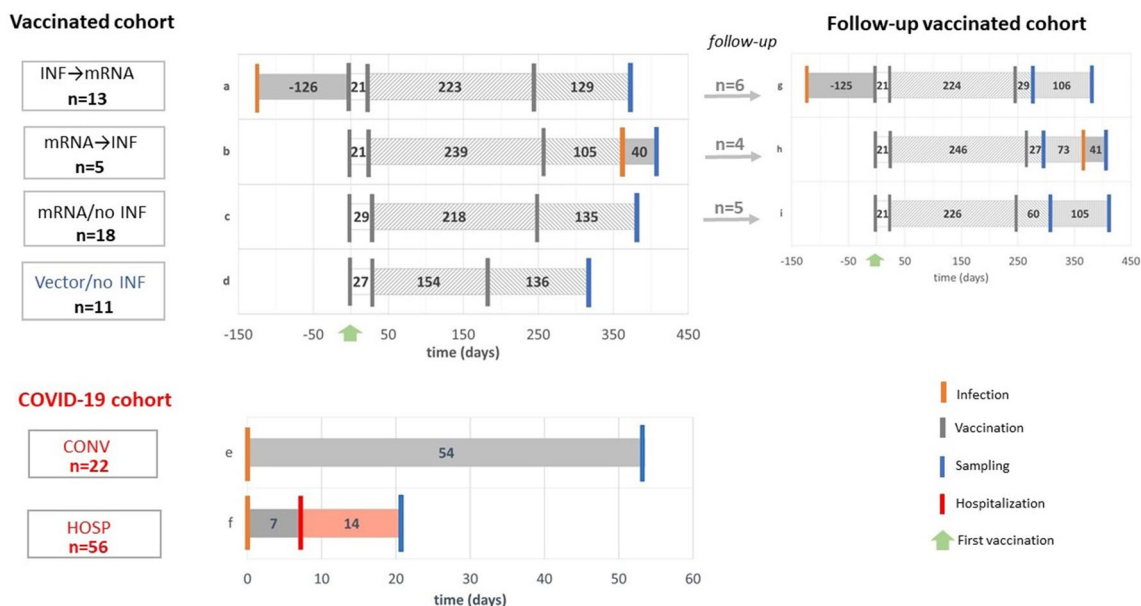 Vaccinated cohort
INF→mRNA
n=13
mRNA→INF
n=5
mRNA/no INF
n=18
Vector/no INF
n=11
a
-126
21
223
129
b
21
239
105
40
c
29
218
135
d
27
154
136
-150
-50
50
150
250
350
450
time (days)
follow-up
n=6
n=4
n=5
Follow-up vaccinated cohort
g
-125
21
224
29
106
h
21
246
27
73
41
i
21
226
60
105
-150
-50
50
150
250
350
450
time (days)
COVID-19 cohort
CONV
n=22
HOSP
n=56
e
54
f
7
14
0
10
20
30
40
50
60
time (days)
Infection
Vaccination
Sampling
Hospitalization
First vaccination